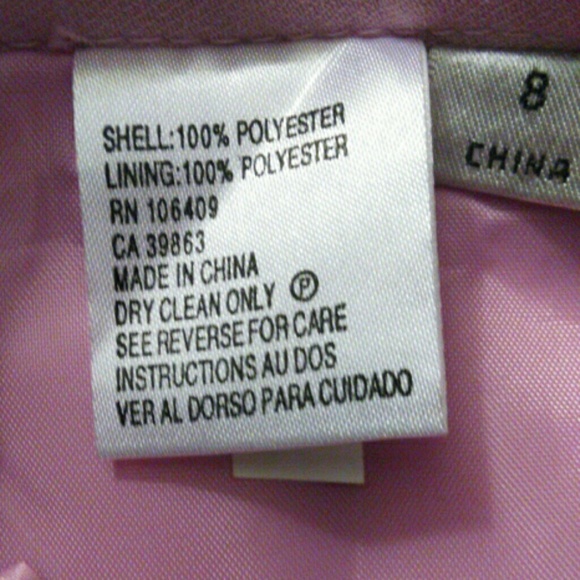 SHELL:100% POLYESTER
LINING:100% POLYESTER
RN 106409
CA 39863
MADE IN CHINA
DRY CLEAN ONLY Ⓟ
SEE REVERSE FOR CARE
INSTRUCTIONS AU DOS
VER AL DORSO PARA CUIDADO
8
CHINA